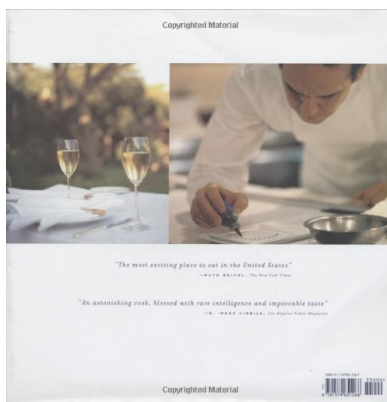 Copyrighted Material
"The most exciting place to eat in the United States"
—RUTH REICHL, The New York Times
"An astonishing cook, blessed with rare intelligence and impeccable taste"
—S. IRENE VIRBILA, Los Angeles Times Magazine
Copyrighted Material